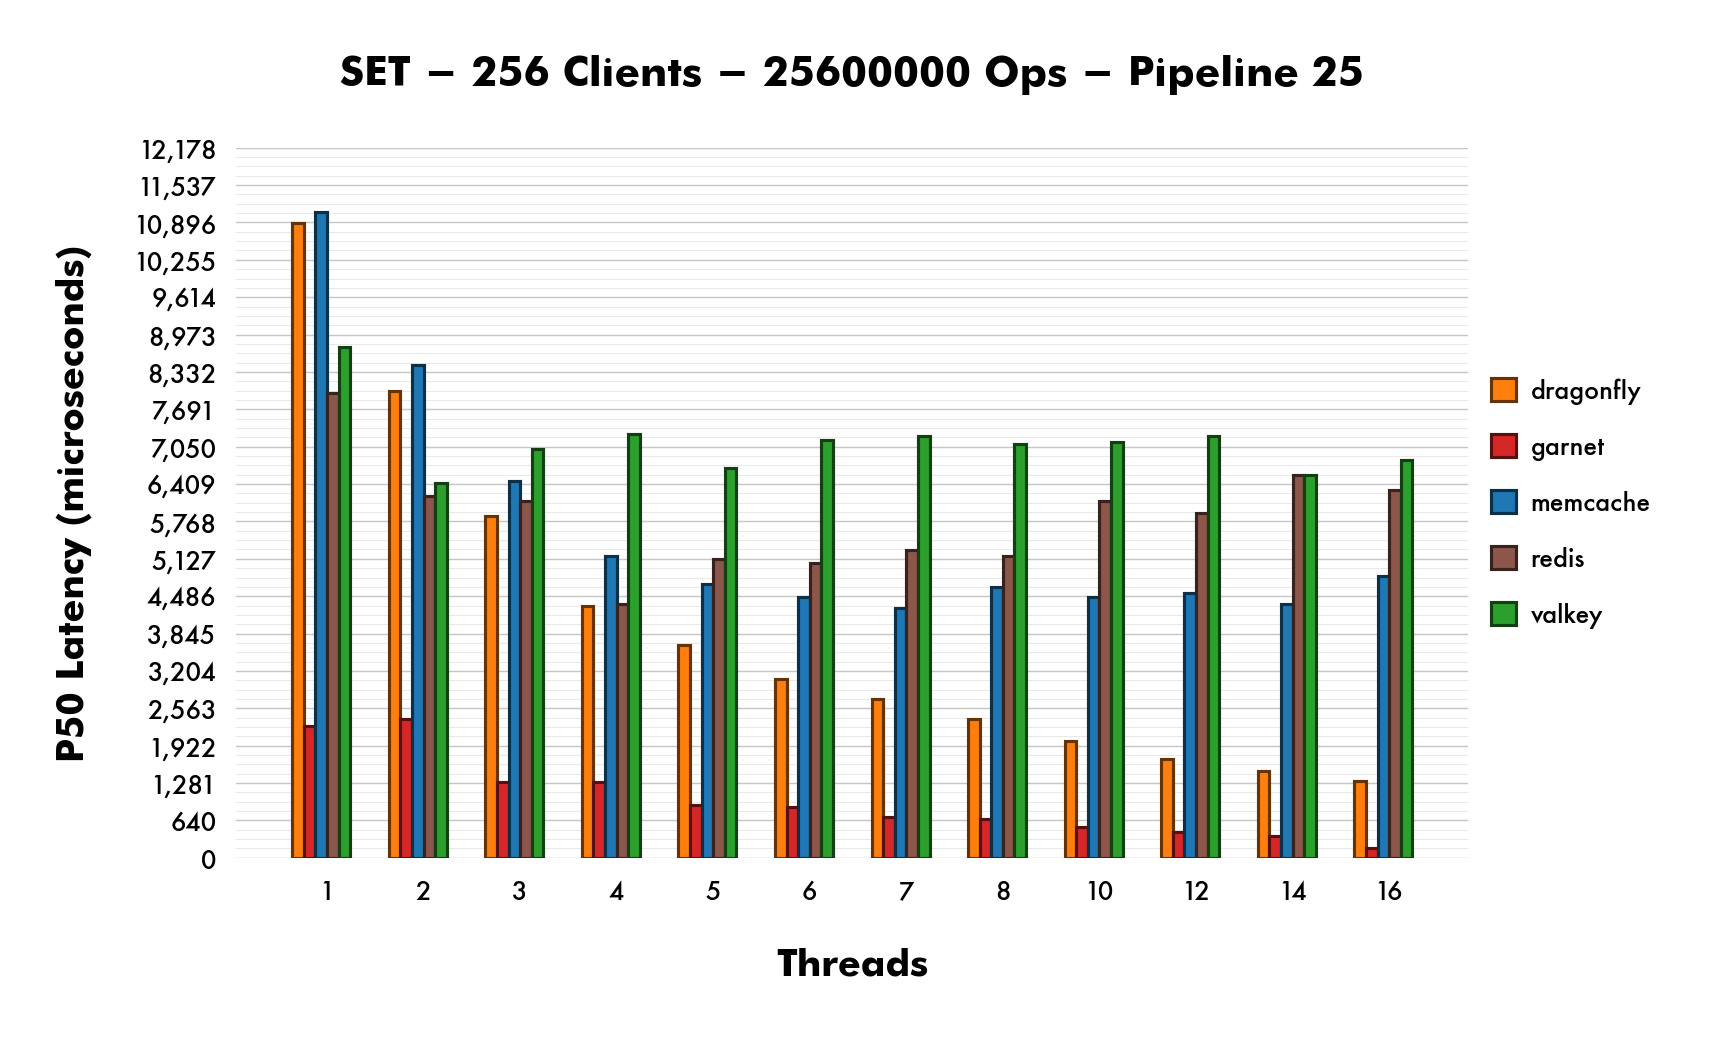 SET – 256 Clients – 25600000 Ops – Pipeline 25
12,178
11,537
10,896
10,255
9,614
8,973
8,332
7,691
7,050
6,409
5,768
5,127
4,486
3,845
3,204
2,563
1,922
1,281
640
0
P50 Latency (microseconds)
1 2 3 4 5 6 7 8 10 12 14 16
Threads
dragonfly
garnet
memcache
redis
valkey